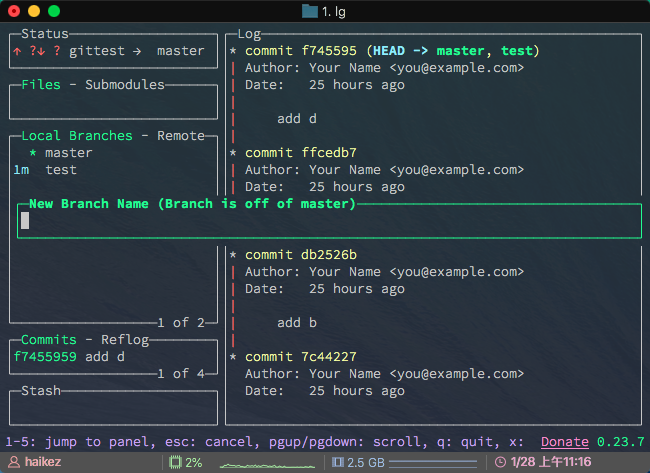 1. lg
Status
↑ ?↓ ? gittest → master
Files - Submodules
Local Branches - Remote
* master
1m test
1 of 2
Commits - Reflog
f7455959 add d
1 of 4
Stash
Log
* commit f745595 (HEAD -> master, test)
| Author: Your Name <you@example.com>
| Date: 25 hours ago
|
| add d
|
* commit ffcedb7
| Author: Your Name <you@example.com>
| Date: 25 hours ago
New Branch Name (Branch is off of master)
* commit db2526b
| Author: Your Name <you@example.com>
| Date: 25 hours ago
|
| add b
|
* commit 7c44227
Author: Your Name <you@example.com>
Date: 25 hours ago
1-5: jump to panel, esc: cancel, pgup/pgdown: scroll, q: quit, x: Donate 0.23.7
haikez 2% 2.5 GB 1/28 上午11:16